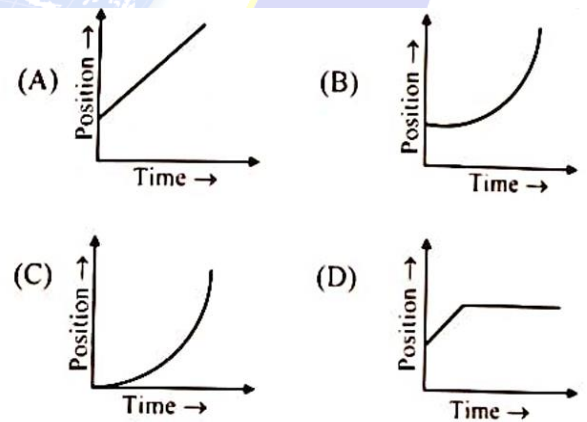 (A)
Position →
Time →
(B)
Position →
Time →
(C)
Position →
Time →
(D)
Position →
Time →